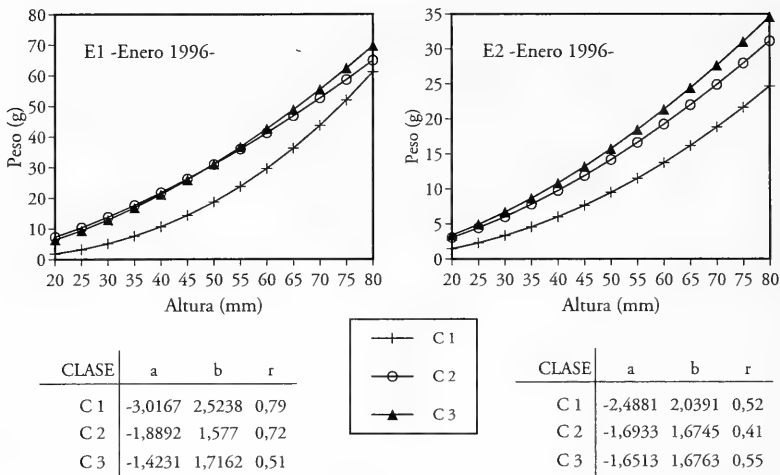 E1 -Enero 1996-
Peso (g)
80
70
60
50
40
30
20
10
0
20 25 30 35 40 45 50 55 60 65 70 75 80
Altura (mm)
E2 -Enero 1996-
Peso (g)
35
30
25
20
15
10
5
0
20 25 30 35 40 45 50 55 60 65 70 75 80
Altura (mm)
C 1
C 2
C 3
CLASE a b r
C 1 -3,0167 2,5238 0,79
C 2 -1,8892 1,577 0,72
C 3 -1,4231 1,7162 0,51
CLASE a b r
C 1 -2,4881 2,0391 0,52
C 2 -1,6933 1,6745 0,41
C 3 -1,6513 1,6763 0,55